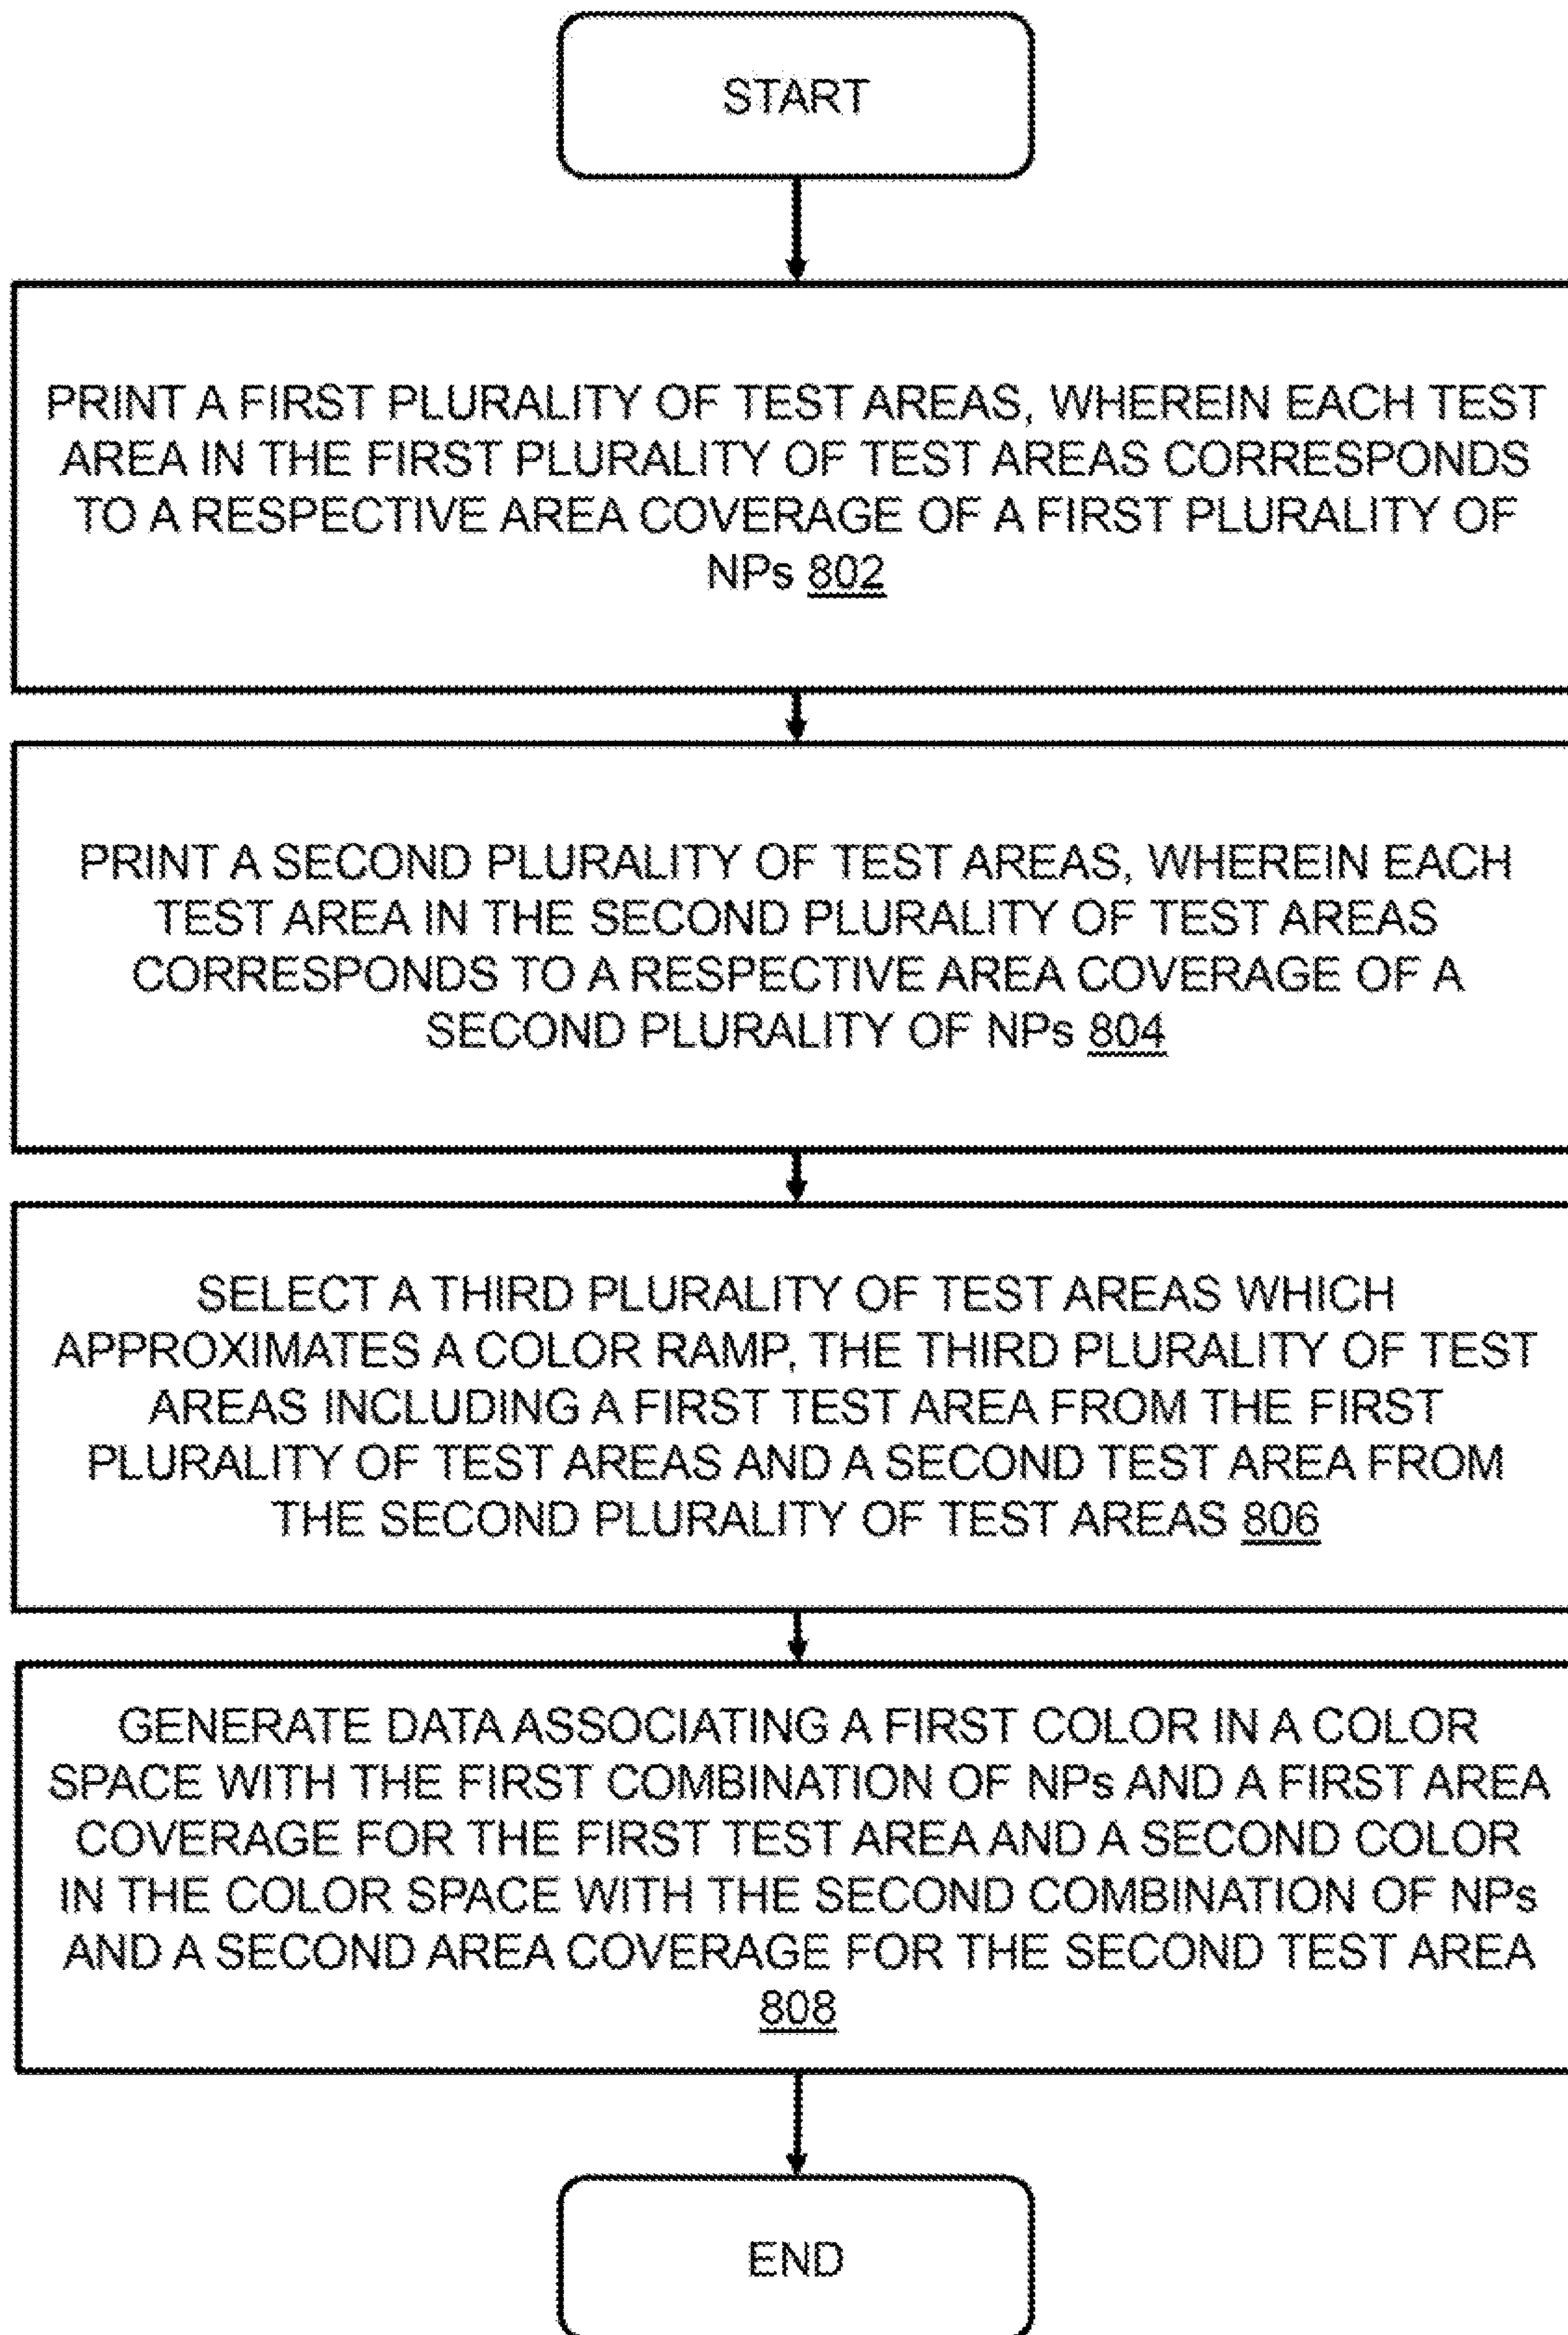 START
PRINT A FIRST PLURALITY OF TEST AREAS, WHEREIN EACH TEST
AREA IN THE FIRST PLURALITY OF TEST AREAS CORRESPONDS
TO A RESPECTIVE AREA COVERAGE OF A FIRST PLURALITY OF
NPs 802
PRINT A SECOND PLURALITY OF TEST AREAS, WHEREIN EACH
TEST AREA IN THE SECOND PLURALITY OF TEST AREAS
CORRESPONDS TO A RESPECTIVE AREA COVERAGE OF A
SECOND PLURALITY OF NPs 804
SELECT A THIRD PLURALITY OF TEST AREAS WHICH
APPROXIMATES A COLOR RAMP, THE THIRD PLURALITY OF TEST
AREAS INCLUDING A FIRST TEST AREA FROM THE FIRST
PLURALITY OF TEST AREAS AND A SECOND TEST AREA FROM
THE SECOND PLURALITY OF TEST AREAS 806
GENERATE DATA ASSOCIATING A FIRST COLOR IN A COLOR
SPACE WITH THE FIRST COMBINATION OF NPs AND A FIRST AREA
COVERAGE FOR THE FIRST TEST AREA AND A SECOND COLOR
IN THE COLOR SPACE WITH THE SECOND COMBINATION OF NPs
AND A SECOND AREA COVERAGE FOR THE SECOND TEST AREA
808
END